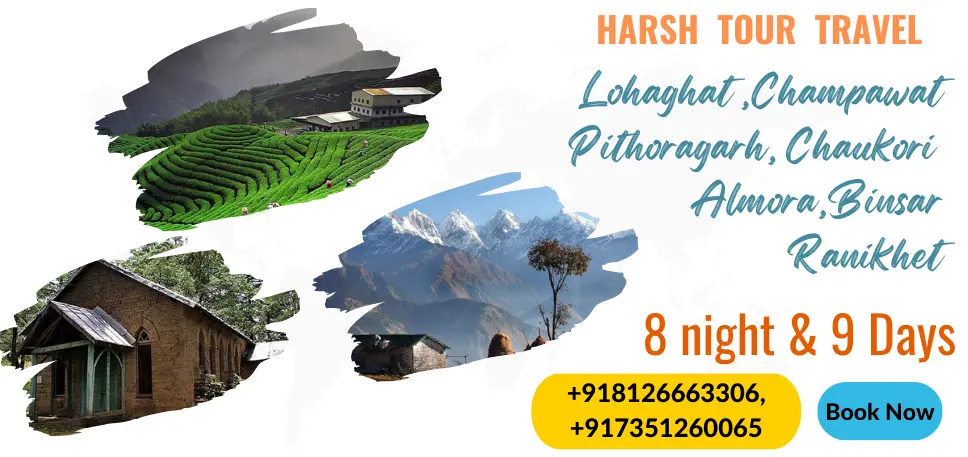 HARSH TOUR TRAVEL
Lohaghat ,Champawat
Pithoragarh, Chaukori
Almora,Binsar
Ranikhet
8 night & 9 Days
+918126663306,
+917351260065
Book Now